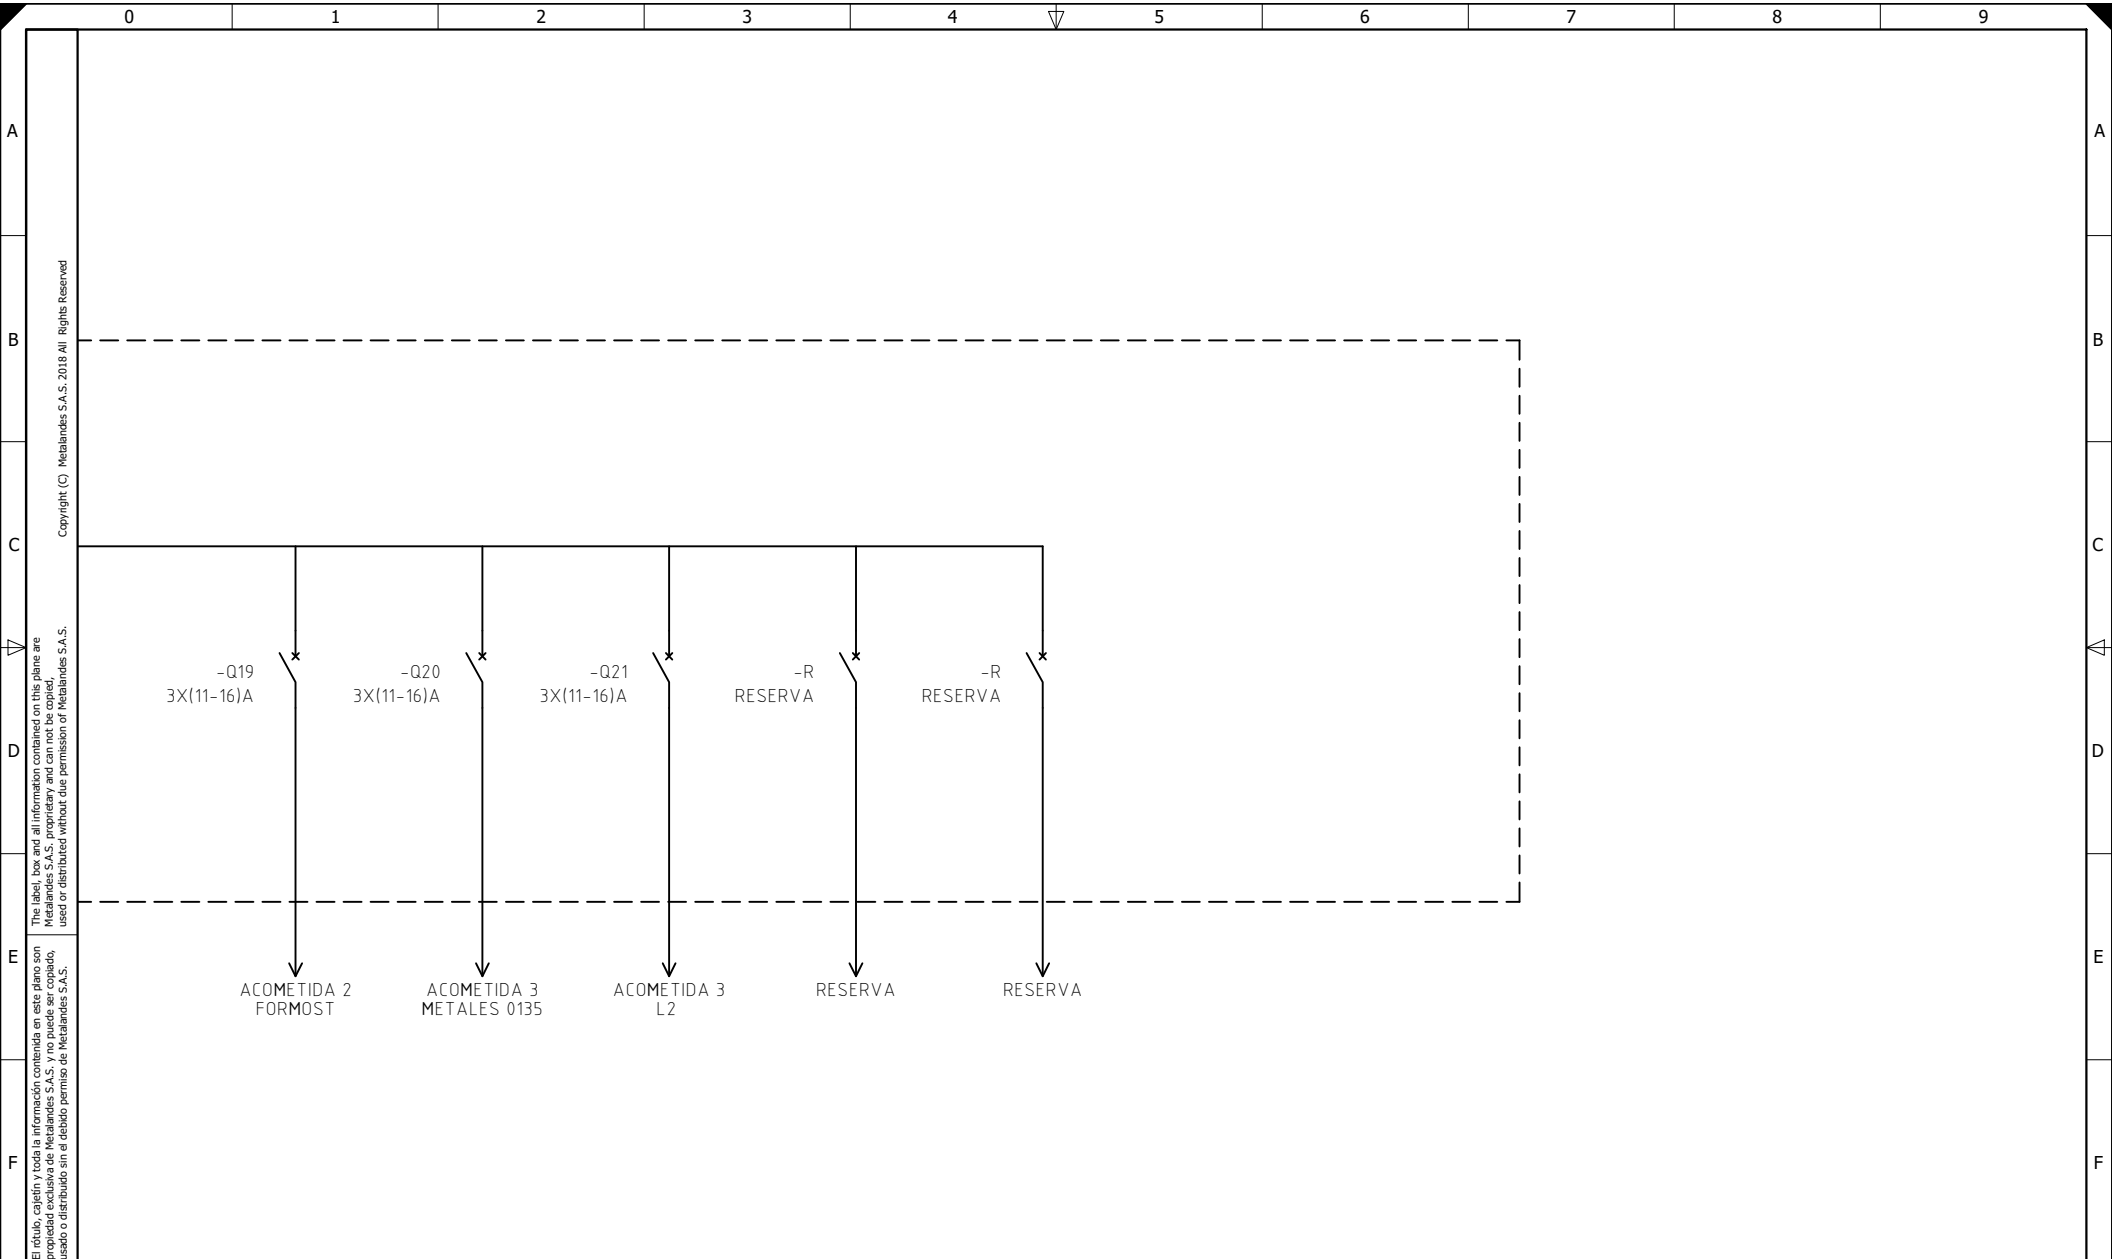 0 1 2 3 4 5 6 7 8 9
A A
B B
C C
D D
E E
F F
Copyright (C) Metalandes S.A.S. 2018 All Rights Reserved
The label, box and all information contained on this plane are
Metalandes S.A.S. proprietary and can not be copied,
used or distributed without due permission of Metalandes S.A.S.
El rótulo, cajetín y toda la información contenida en este plano son
propiedad exclusiva de Metalandes S.A.S. y no puede ser copiado,
usado o distribuido sin el debido permiso de Metalandes S.A.S.
-Q19
3X(11-16)A
-Q20
3X(11-16)A
-Q21
3X(11-16)A
-R
RESERVA
-R
RESERVA
ACOMETIDA 2
FORMOST
ACOMETIDA 3
METALES 0135
ACOMETIDA 3
L2
RESERVA
RESERVA